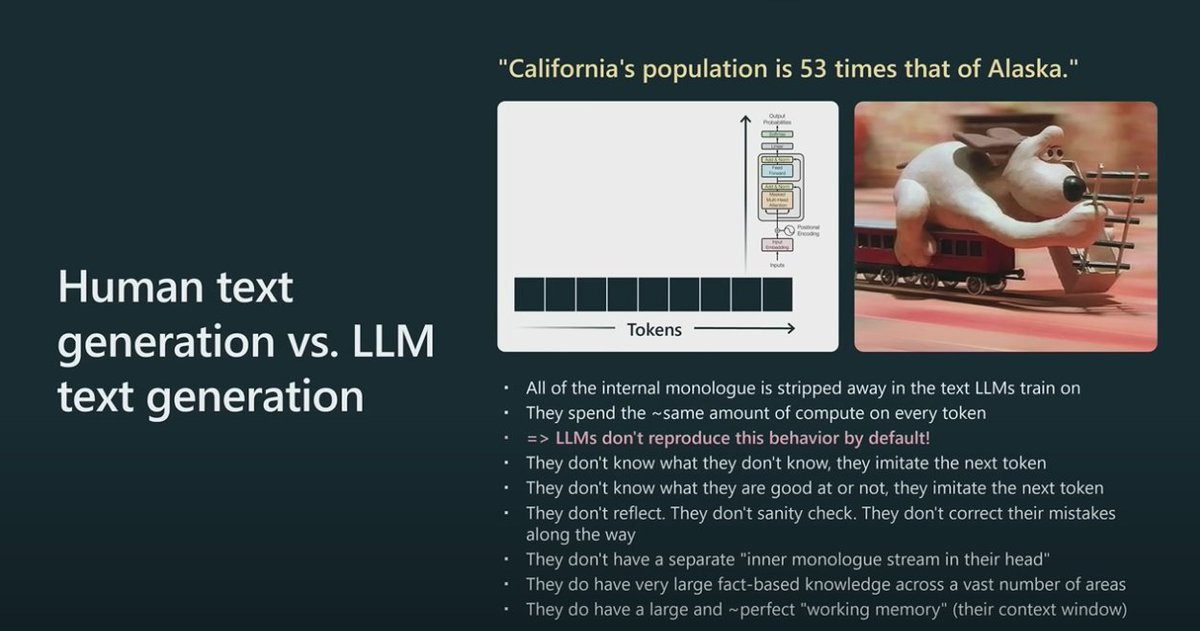 "California's population is 53 times that of Alaska."
Human text
generation vs. LLM
text generation
Output
Probabilities
Softmax
Linear
Add & Norm
Feed
Forward
Add & Norm
Masked
Multi-Head
Attention
Positional
Encoding
Input
Embedding
Inputs
Tokens
· All of the internal monologue is stripped away in the text LLMs train on
· They spend the ~same amount of compute on every token
· => LLMs don't reproduce this behavior by default!
· They don't know what they don't know, they imitate the next token
· They don't know what they are good at or not, they imitate the next token
· They don't reflect. They don't sanity check. They don't correct their mistakes
along the way
· They don't have a separate "inner monologue stream in their head"
· They do have very large fact-based knowledge across a vast number of areas
· They do have a large and ~perfect "working memory" (their context window)